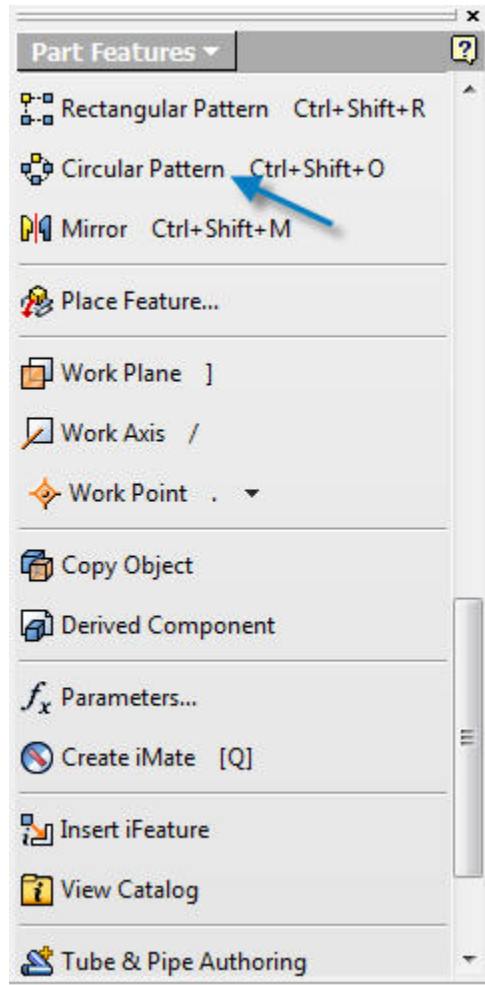 Part Features
Rectangular Pattern Ctrl+Shift+R
Circular Pattern Ctrl+Shift+O
Mirror Ctrl+Shift+M
Place Feature...
Work Plane ]
Work Axis /
Work Point .
Copy Object
Derived Component
fx Parameters...
Create iMate [Q]
Insert iFeature
View Catalog
Tube & Pipe Authoring